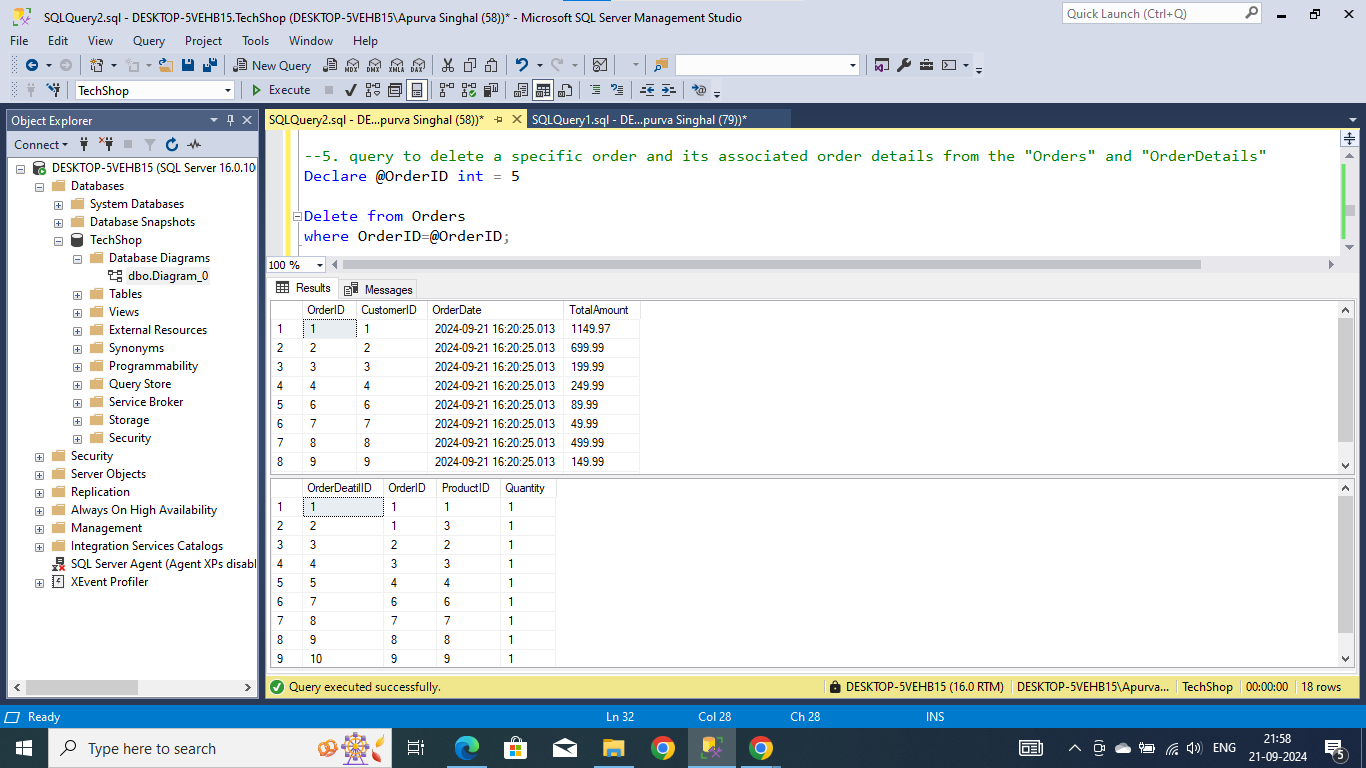 SQLQuery2.sql - DESKTOP-5VEHB15.TechShop (DESKTOP-5VEHB15\Apurva Singhal (58))* - Microsoft SQL Server Management Studio
Quick Launch (Ctrl+Q)
File Edit View Query Project Tools Window Help
New Query MDX DMX XMLA DAX
TechShop Execute
Object Explorer
SQLQuery2.sql - DE...purva Singhal (58))* SQLQuery1.sql - DE...purva Singhal (79))*
Connect
DESKTOP-5VEHB15 (SQL Server 16.0.10
Databases
System Databases
Database Snapshots
TechShop
Database Diagrams
dbo.Diagram_0
Tables
Views
External Resources
Synonyms
Programmability
Query Store
Service Broker
Storage
Security
Security
Server Objects
Replication
Always On High Availability
Management
Integration Services Catalogs
SQL Server Agent (Agent XPs disabl
XEvent Profiler
--5. query to delete a specific order and its associated order details from the "Orders" and "OrderDetails"
Declare @OrderID int = 5
Delete from Orders
where OrderID=@OrderID;
100 %
Results Messages
OrderID CustomerID OrderDate TotalAmount
1 1 1 2024-09-21 16:20:25.013 1149.97
2 2 2 2024-09-21 16:20:25.013 699.99
3 3 3 2024-09-21 16:20:25.013 199.99
4 4 4 2024-09-21 16:20:25.013 249.99
5 6 6 2024-09-21 16:20:25.013 89.99
6 7 7 2024-09-21 16:20:25.013 49.99
7 8 8 2024-09-21 16:20:25.013 499.99
8 9 9 2024-09-21 16:20:25.013 149.99
OrderDeatilID OrderID ProductID Quantity
1 1 1 1 1
2 2 1 3 1
3 3 2 2 1
4 4 3 3 1
5 5 4 4 1
6 7 6 6 1
7 8 7 7 1
8 9 8 8 1
9 10 9 9 1
Query executed successfully. DESKTOP-5VEHB15 (16.0 RTM) DESKTOP-5VEHB15\Apurva... TechShop 00:00:00 18 rows
Ready Ln 32 Col 28 Ch 28 INS
Type here to search
ENG
21:58
21-09-2024
5